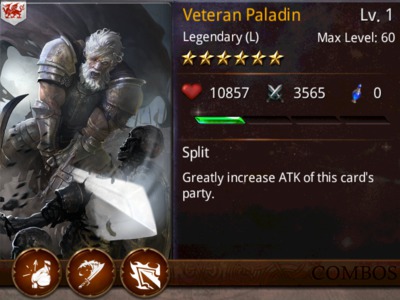 Veteran Paladin Lv. 1
Legendary (L) Max Level: 60
10857 3565 0
Split
Greatly increase ATK of this card's
party.
COMBOS